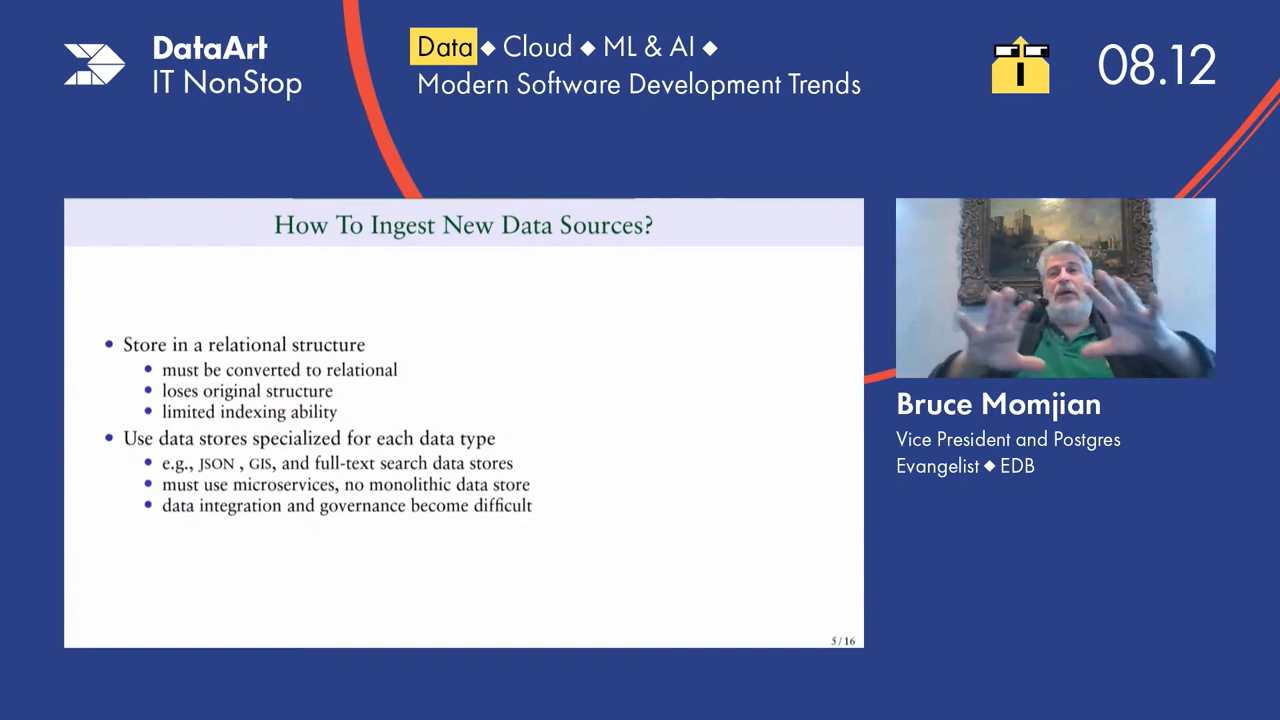 DataArt
IT NonStop
Data ◆ Cloud ◆ ML & AI ◆
Modern Software Development Trends
08.12
How To Ingest New Data Sources?
• Store in a relational structure
• must be converted to relational
• loses original structure
• limited indexing ability
• Use data stores specialized for each data type
• e.g., JSON , GIS, and full-text search data stores
• must use microservices, no monolithic data store
• data integration and governance become difficult
5 / 16
Bruce Momjian
Vice President and Postgres
Evangelist ◆ EDB